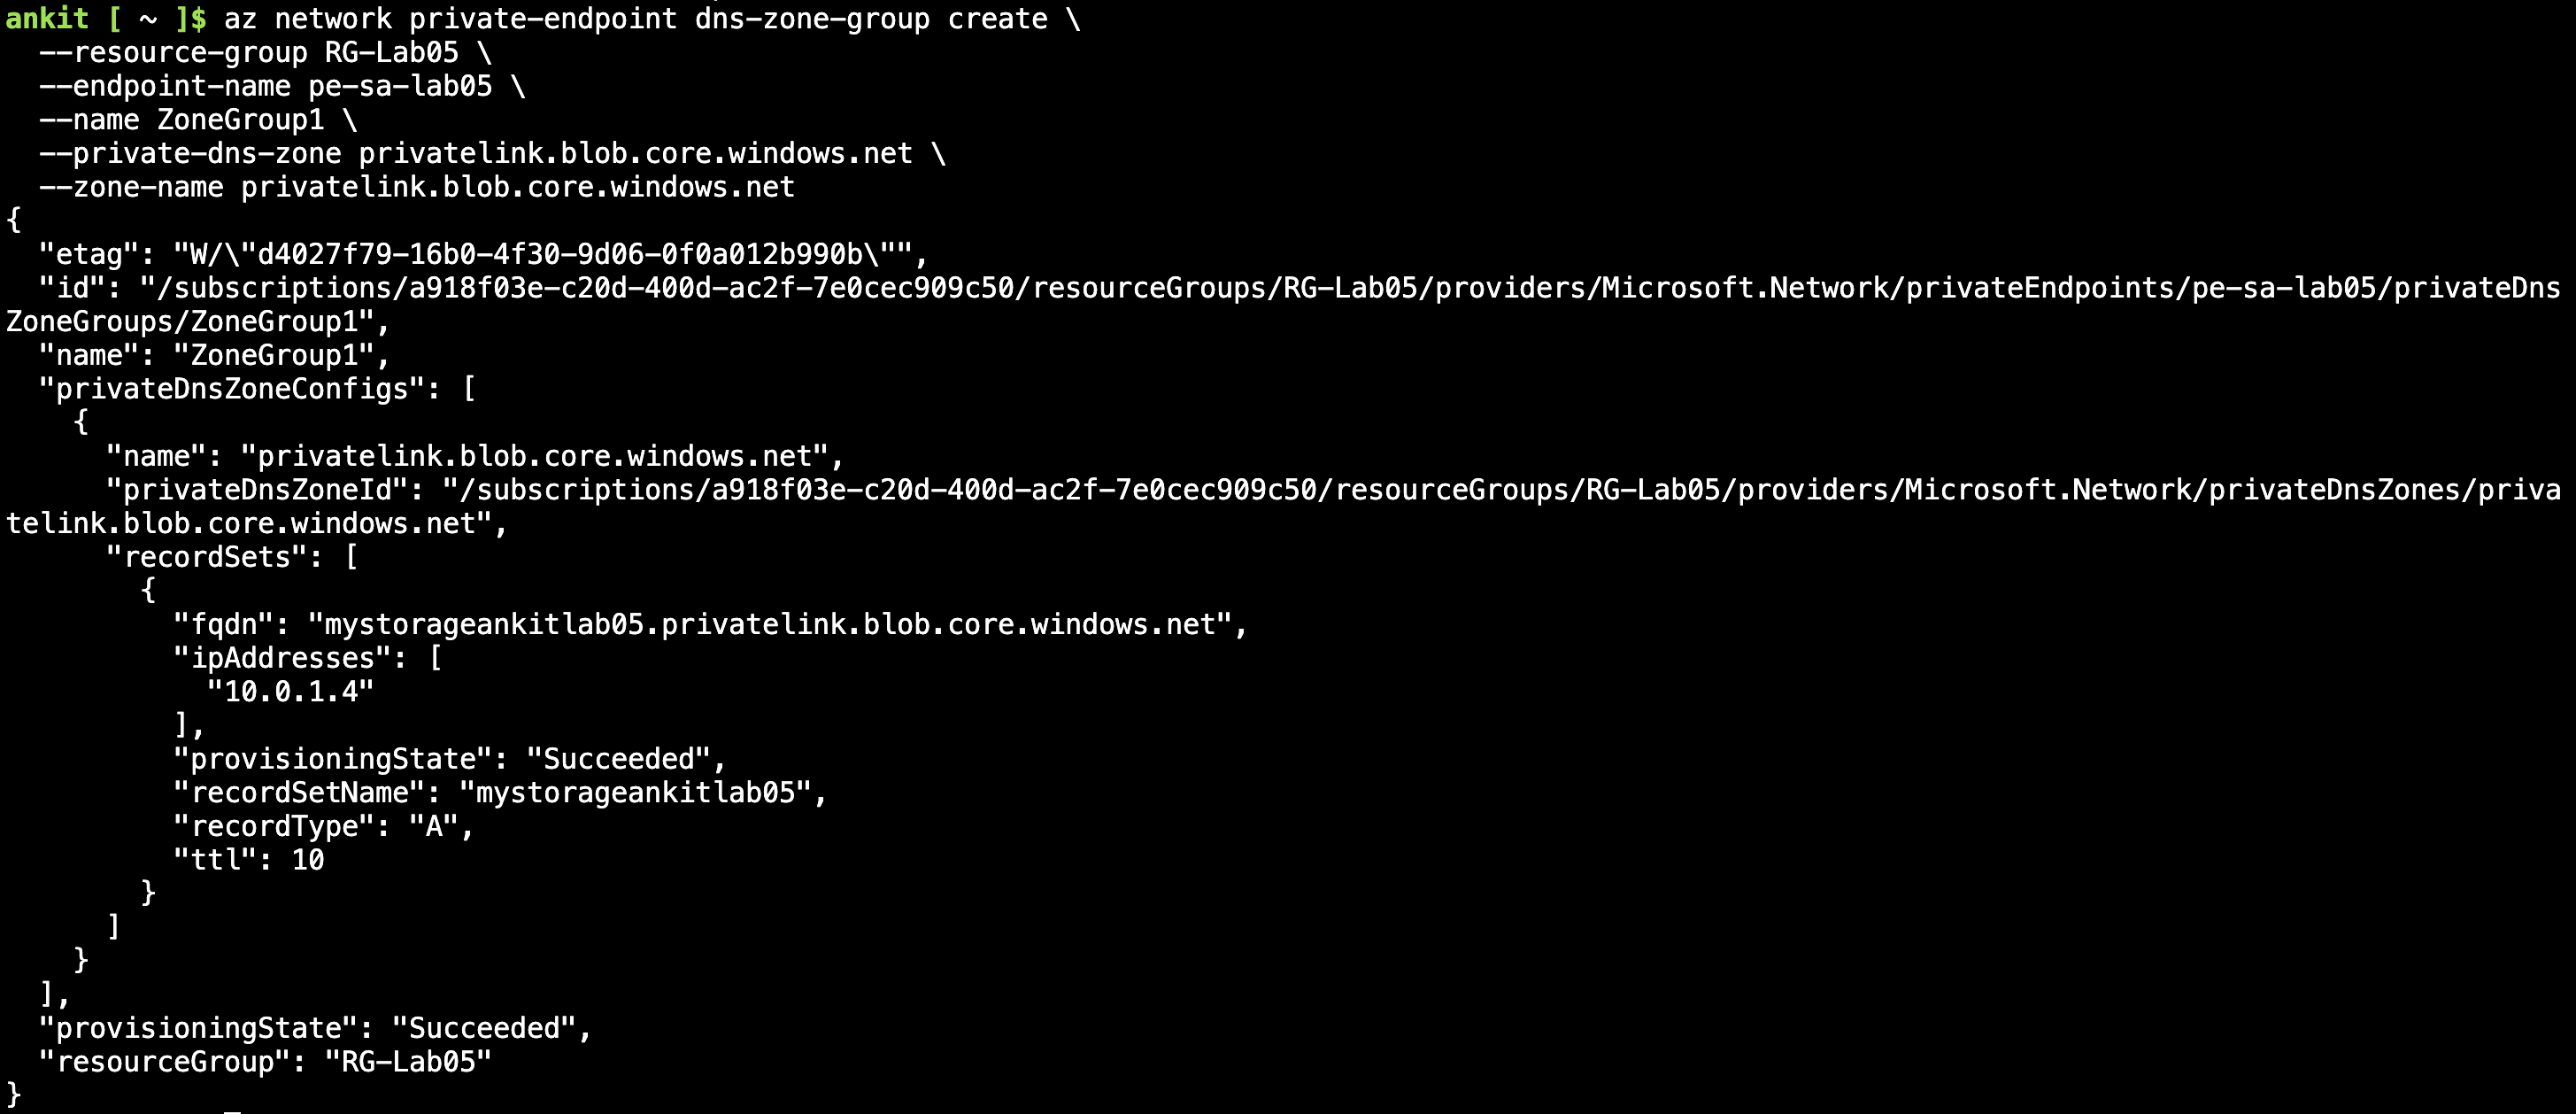 ankit [ ~ ]$ az network private-endpoint dns-zone-group create \
  --resource-group RG-Lab05 \
  --endpoint-name pe-sa-lab05 \
  --name ZoneGroup1 \
  --private-dns-zone privatelink.blob.core.windows.net \
  --zone-name privatelink.blob.core.windows.net
{
  "etag": "W/\"d4027f79-16b0-4f30-9d06-0f0a012b990b\"",
  "id": "/subscriptions/a918f03e-c20d-400d-ac2f-7e0cec909c50/resourceGroups/RG-Lab05/providers/Microsoft.Network/privateEndpoints/pe-sa-lab05/privateDns
ZoneGroups/ZoneGroup1",
  "name": "ZoneGroup1",
  "privateDnsZoneConfigs": [
    {
      "name": "privatelink.blob.core.windows.net",
      "privateDnsZoneId": "/subscriptions/a918f03e-c20d-400d-ac2f-7e0cec909c50/resourceGroups/RG-Lab05/providers/Microsoft.Network/privateDnsZones/priva
telink.blob.core.windows.net",
      "recordSets": [
        {
          "fqdn": "mystorageankitlab05.privatelink.blob.core.windows.net",
          "ipAddresses": [
            "10.0.1.4"
          ],
          "provisioningState": "Succeeded",
          "recordSetName": "mystorageankitlab05",
          "recordType": "A",
          "ttl": 10
        }
      ]
    }
  ],
  "provisioningState": "Succeeded",
  "resourceGroup": "RG-Lab05"
}